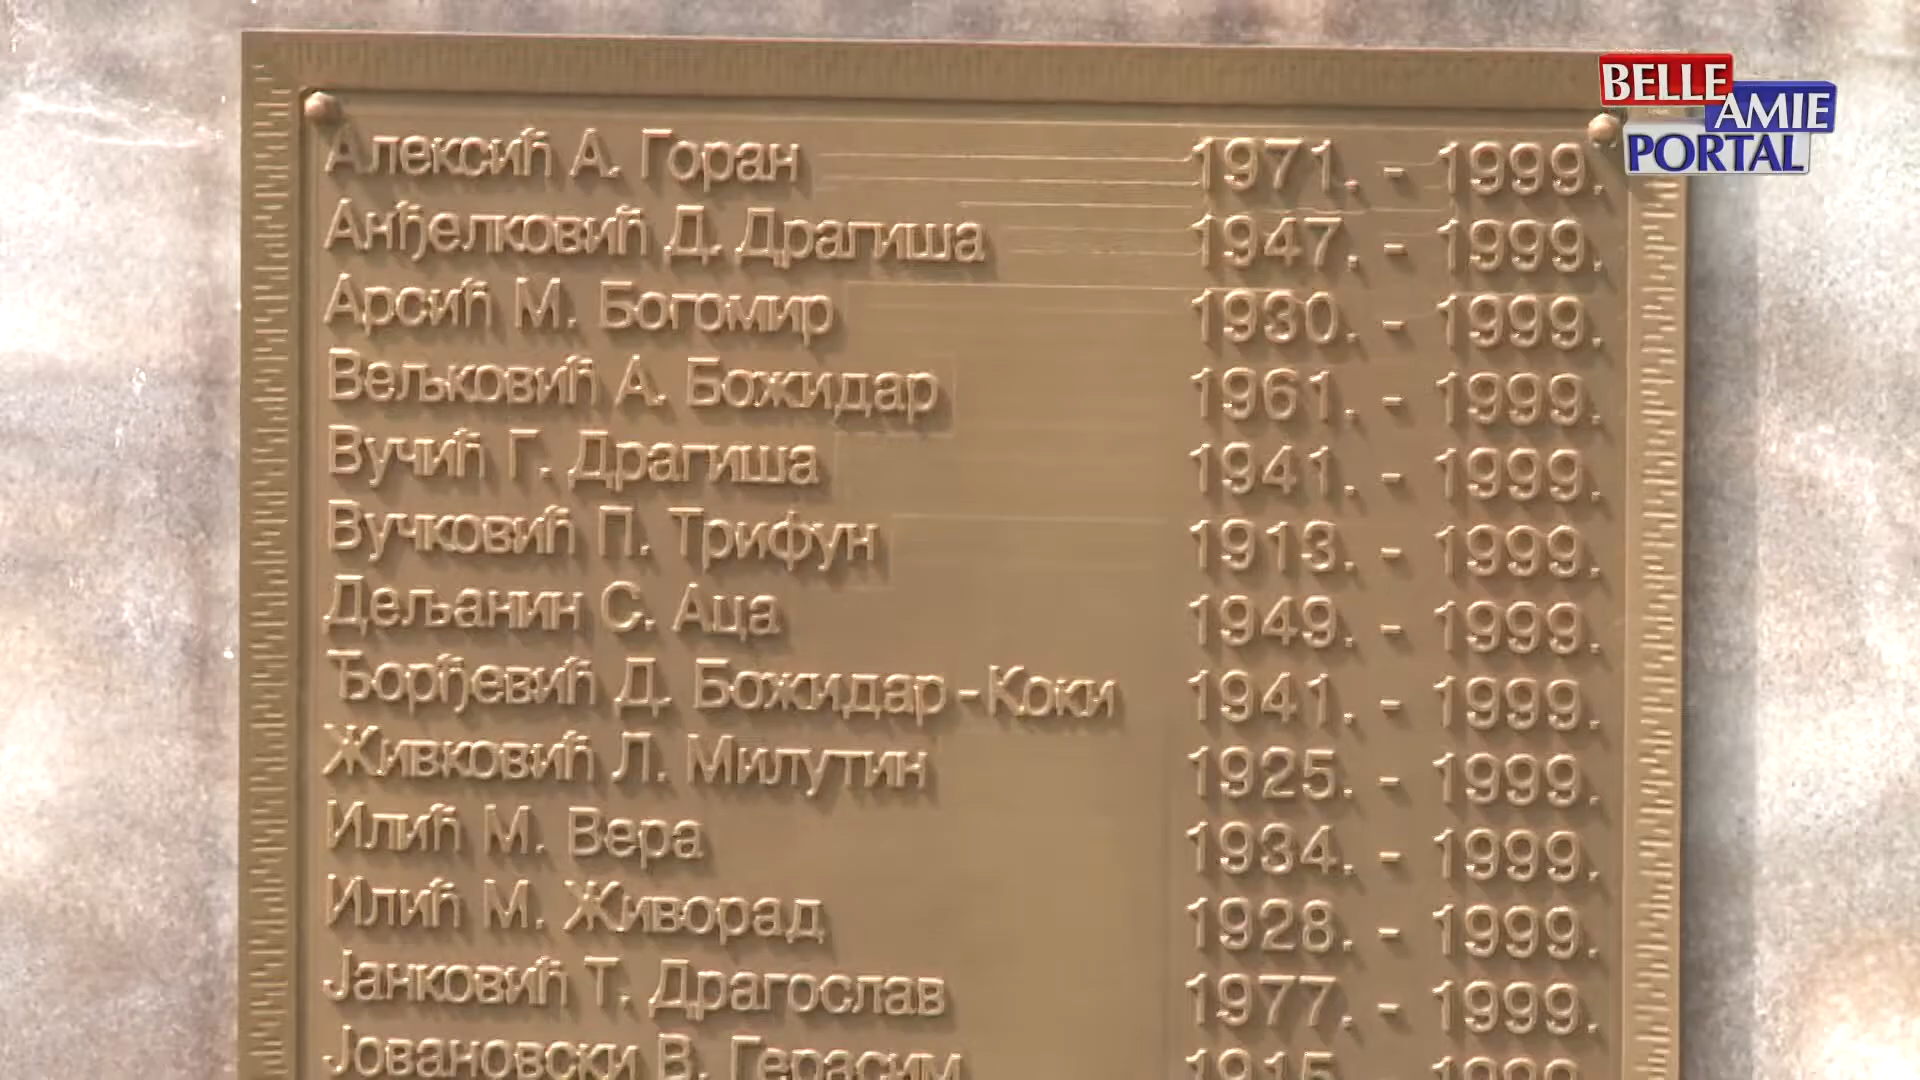 BELLE
AMIE
PORTAL
Алексић А. Горан 1971. - 1999.
Анђелковић Д. Драгиша 1947. - 1999.
Арсић М. Богомир 1930. - 1999.
Вељковић А. Божидар 1961. - 1999.
Вучић Г. Драгиша 1941. - 1999.
Вучковић П. Трифун 1913. - 1999.
Дељанин С. Аца 1949. - 1999.
Ђорђевић Д. Божидар - Коки 1941. - 1999.
Живковић Л. Милутин 1925. - 1999.
Илић М. Вера 1934. - 1999.
Илић М. Живорад 1928. - 1999.
Јанковић Т. Драгослав 1977. - 1999.
Јовановски В. Герасим 1915. - 1999.